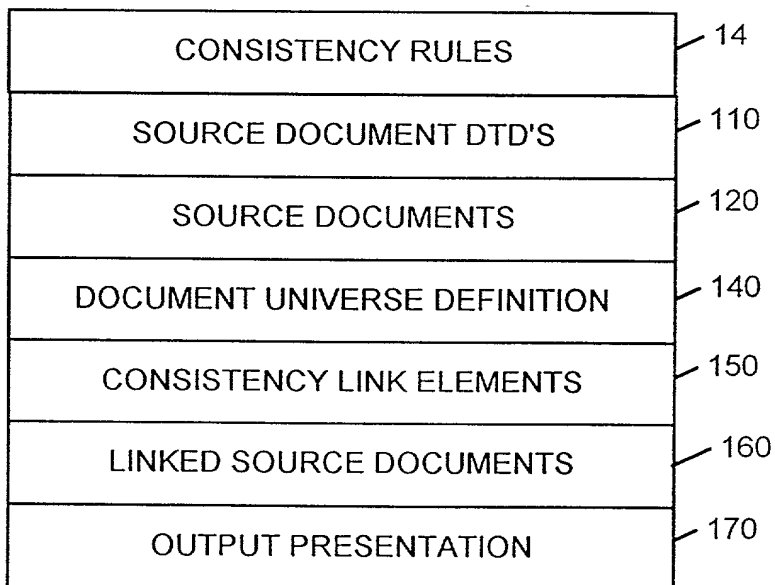 CONSISTENCY RULES 14
SOURCE DOCUMENT DTD'S 110
SOURCE DOCUMENTS 120
DOCUMENT UNIVERSE DEFINITION 140
CONSISTENCY LINK ELEMENTS 150
LINKED SOURCE DOCUMENTS 160
OUTPUT PRESENTATION 170